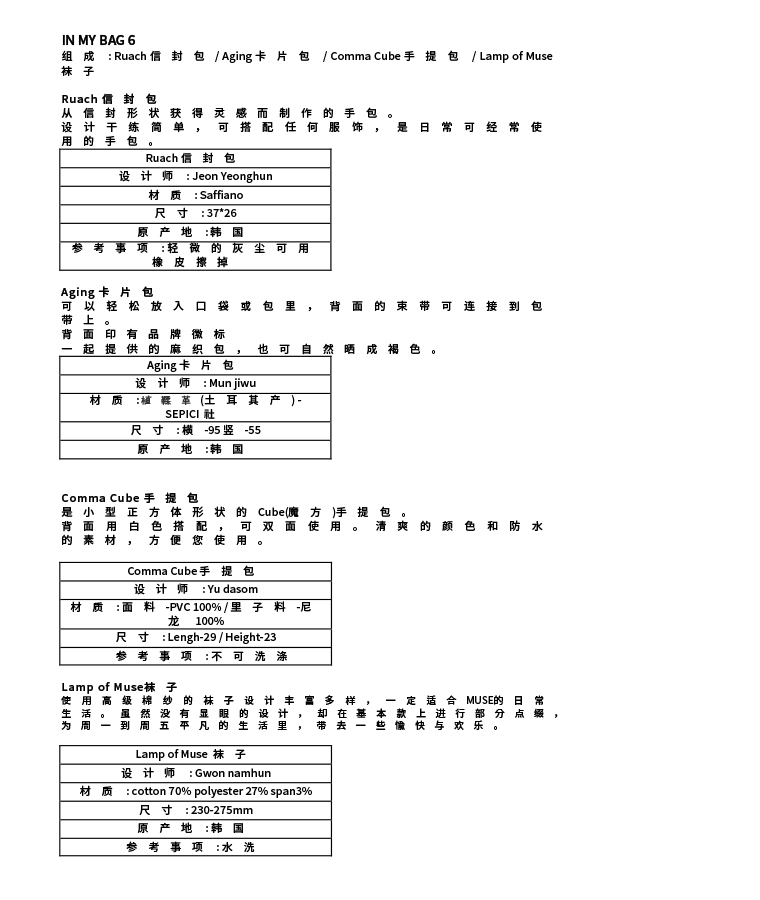 IN MY BAG 6
组成 : Ruach 信封包 / Aging 卡片包 / Comma Cube 手提包 / Lamp of Muse
袜子
Ruach 信封包
从信封形状获得灵感而制作的手包。
设计干练简单，可搭配任何服饰，是日常可经常使
用的手包。
Ruach 信封包
设计师 : Jeon Yeonghun
材质 : Saffiano
尺寸 : 37*26
原产地 : 韩国
参考事项 : 轻微的灰尘可用
橡皮擦掉
Aging 卡片包
可以轻松放入口袋或包里，背面的束带可连接到包
带上。
背面印有品牌徽标
一起提供的麻织包，也可自然晒成褐色。
Aging 卡片包
设计师 : Mun jiwu
材质 : 植鞣革 (土耳其产) -
SEPICI 社
尺寸 : 横 -95 竖 -55
原产地 : 韩国
Comma Cube 手提包
是小型正方体形状的 Cube(魔方)手提包。
背面用白色搭配，可双面使用。清爽的颜色和防水
的素材，方便您使用。
Comma Cube 手提包
设计师 : Yu dasom
材质 : 面料 -PVC 100% / 里子料 -尼
龙 100%
尺寸 : Lengh-29 / Height-23
参考事项 : 不可洗涤
Lamp of Muse 袜子
使用高级棉纱的袜子设计丰富多样，一定适合 MUSE的日常
生活。虽然没有显眼的设计，却在基本款上进行部分点缀，
为周一到周五平凡的生活里，带去一些愉快与欢乐。
Lamp of Muse 袜子
设计师 : Gwon namhun
材质 : cotton 70% polyester 27% span3%
尺寸 : 230-275mm
原产地 : 韩国
参考事项 : 水洗